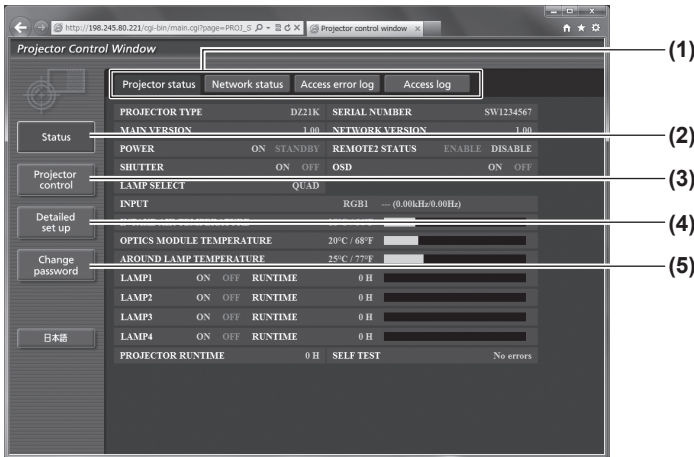 http://198.245.80.221/cgi-bin/main.cgi?page=PROJ_S
Projector control window
Projector Control Window
(1)
Projector status Network status Access error log Access log
PROJECTOR TYPE DZ21K SERIAL NUMBER SW1234567
Status
MAIN VERSION 1.00 NETWORK VERSION 1.00
(2)
POWER ON STANDBY REMOTE2 STATUS ENABLE DISABLE
SHUTTER ON OFF OSD ON OFF
Projector
control
(3)
LAMP SELECT QUAD
INPUT RGB1 --- (0.00kHz/0.00Hz)
Detailed
set up
(4)
OPTICS MODULE TEMPERATURE 20°C / 68°F
AROUND LAMP TEMPERATURE 25°C / 77°F
Change
password
(5)
LAMP1 ON OFF RUNTIME 0 H
LAMP2 ON OFF RUNTIME 0 H
LAMP3 ON OFF RUNTIME 0 H
日本語
LAMP4 ON OFF RUNTIME 0 H
PROJECTOR RUNTIME 0 H SELF TEST No errors